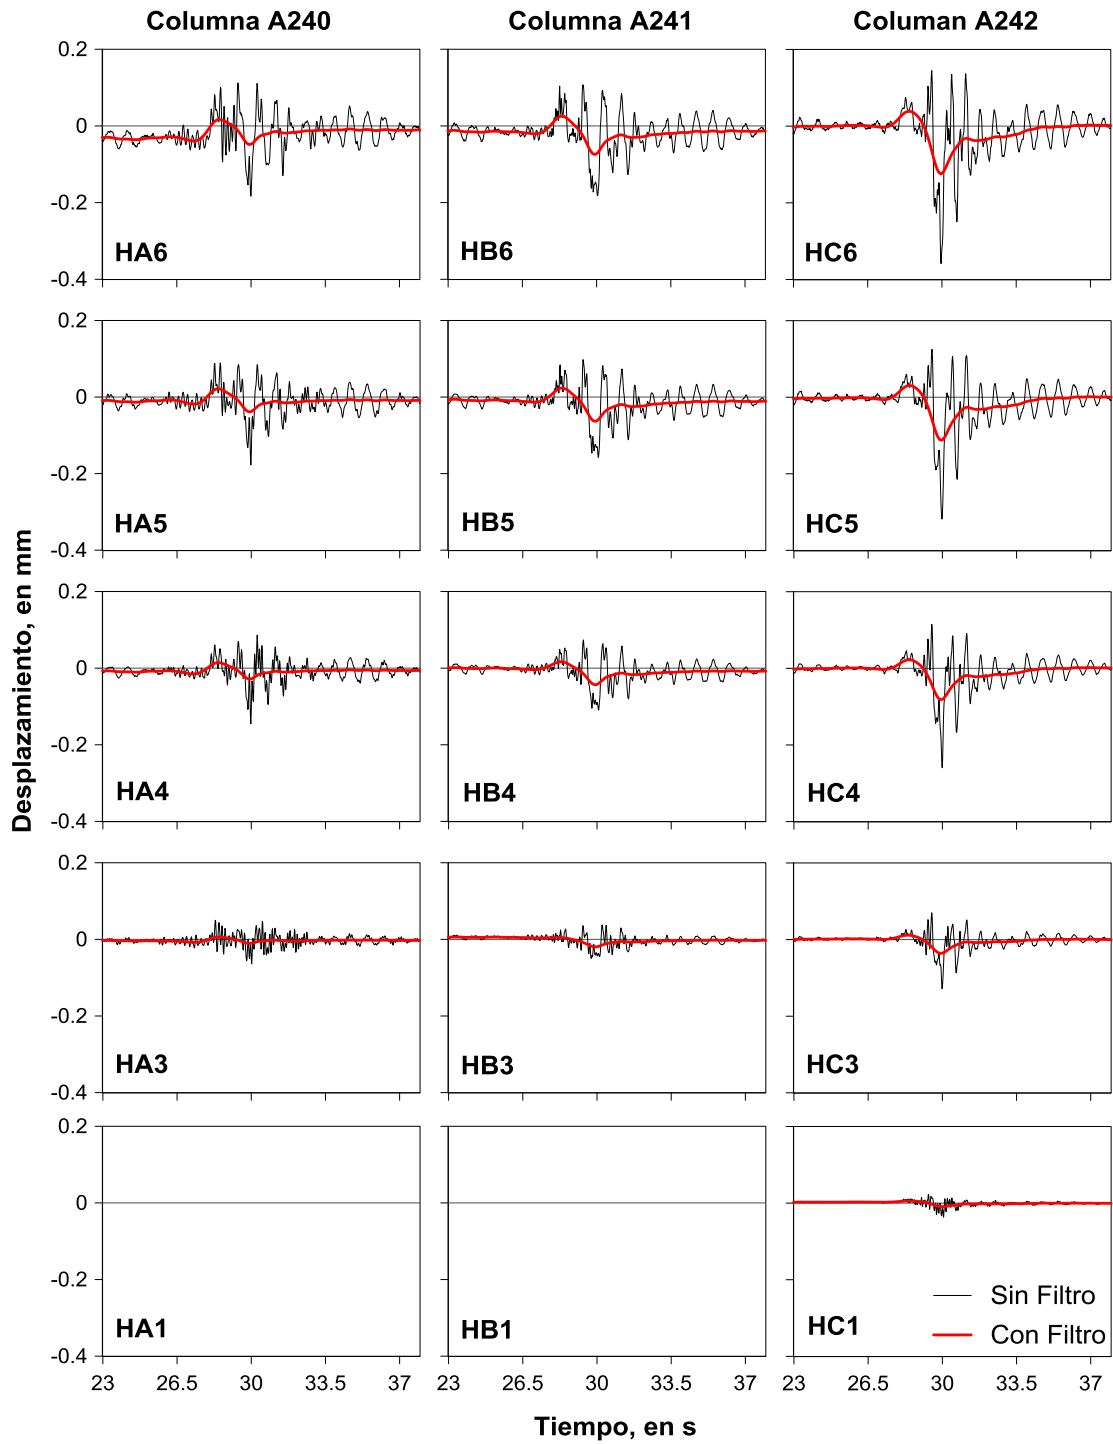 Columna A240 Columna A241 Columan A242
0.2
0
-0.2
-0.4
HA6 HB6 HC6
0.2
0
-0.2
-0.4
HA5 HB5 HC5
0.2
0
-0.2
-0.4
HA4 HB4 HC4
0.2
0
-0.2
-0.4
HA3 HB3 HC3
0.2
0
-0.2
-0.4
HA1 HB1 HC1
Sin Filtro
Con Filtro
23 26.5 30 33.5 37 23 26.5 30 33.5 37 23 26.5 30 33.5 37
Desplazamiento, en mm
Tiempo, en s